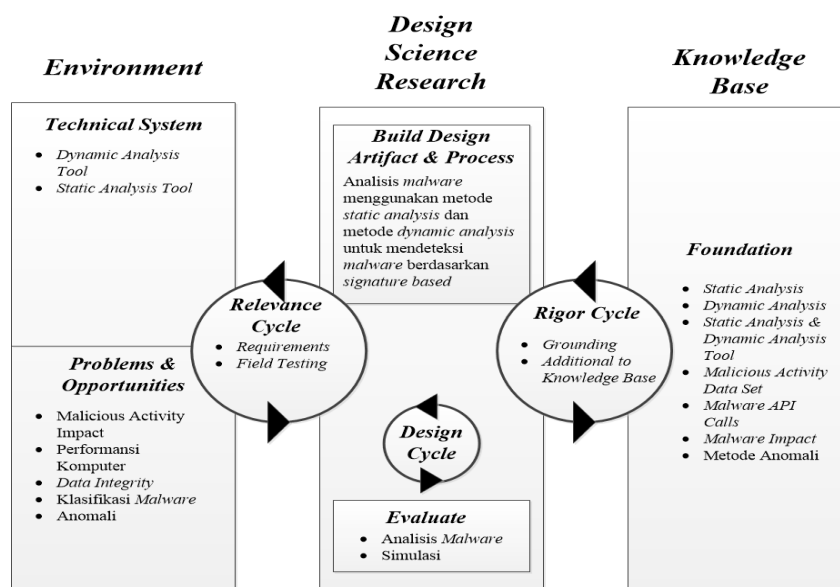 Environment
Technical System
• Dynamic Analysis
Tool
• Static Analysis Tool
Problems &
Opportunities
• Malicious Activity
Impact
• Performansi
Komputer
• Data Integrity
• Klasifikasi Malware
• Anomali
Relevance
Cycle
• Requirements
• Field Testing
Design
Science
Research
Build Design
Artifact & Process
Analisis malware
menggunakan metode
static analysis dan
metode dynamic analysis
untuk mendeteksi
malware berdasarkan
signature based
Design
Cycle
Evaluate
• Analisis Malware
• Simulasi
Rigor Cycle
• Grounding
• Additional to
Knowledge Base
Knowledge
Base
Foundation
• Static Analysis
• Dynamic Analysis
• Static Analysis &
Dynamic Analysis
Tool
• Malicious Activity
Data Set
• Malware API
Calls
• Malware Impact
• Metode Anomali